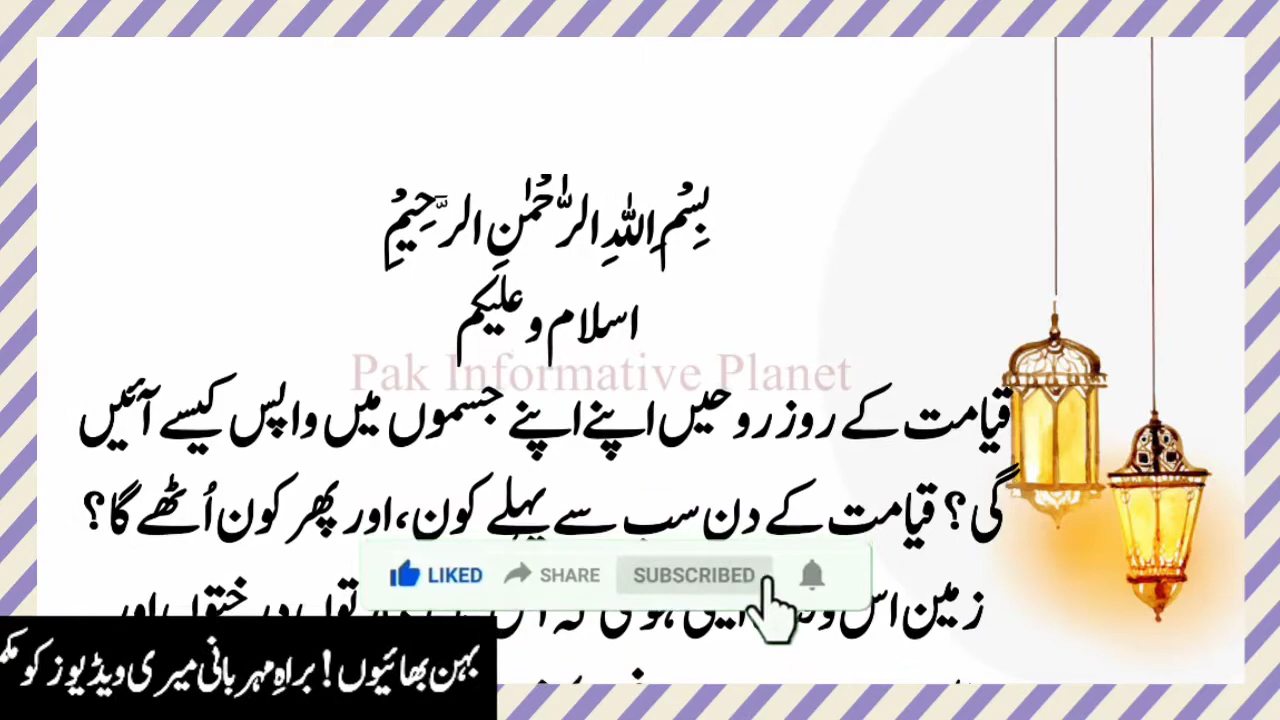 بِسْمِ اللهِ الرَّحْمٰنِ الرَّحِيْمِ
اسلام و علیکم
Pak Informative Planet
قیامت کے روز روحیں اپنے اپنے جسموں میں واپس کیسے آئیں
گی؟ قیامت کے دن سب سے پہلے کون، اور پھر کون اُٹھے گا؟
LIKED SHARE SUBSCRIBED
زمین اس
بہن بھائیوں! براہِ مہربانی میری ویڈیوز کو